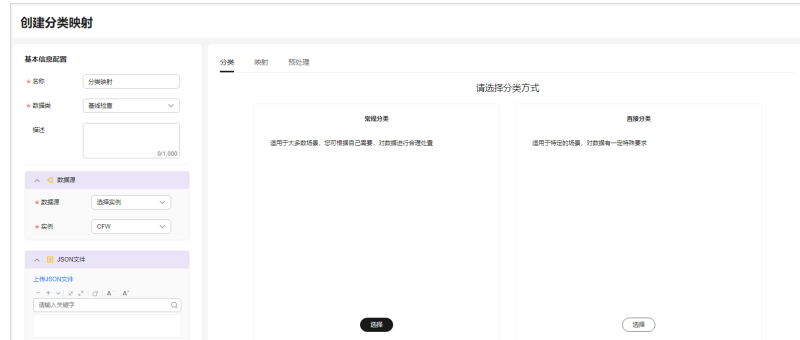 创建分类映射
基本信息配置
* 名称 分类映射
* 数据类 基线检查
描述
0/1,000
数据源
* 数据源 选择实例
* 实例 CFW
JSON文件
上传JSON文件
A⁻ A⁺
请输入关键字
分类 映射 预处理
请选择分类方式
常规分类
适用于大多数场景，您可根据自己需要，对数据进行合理处置
选择
直接分类
适用于特定的场景，对数据有一定特殊要求
选择